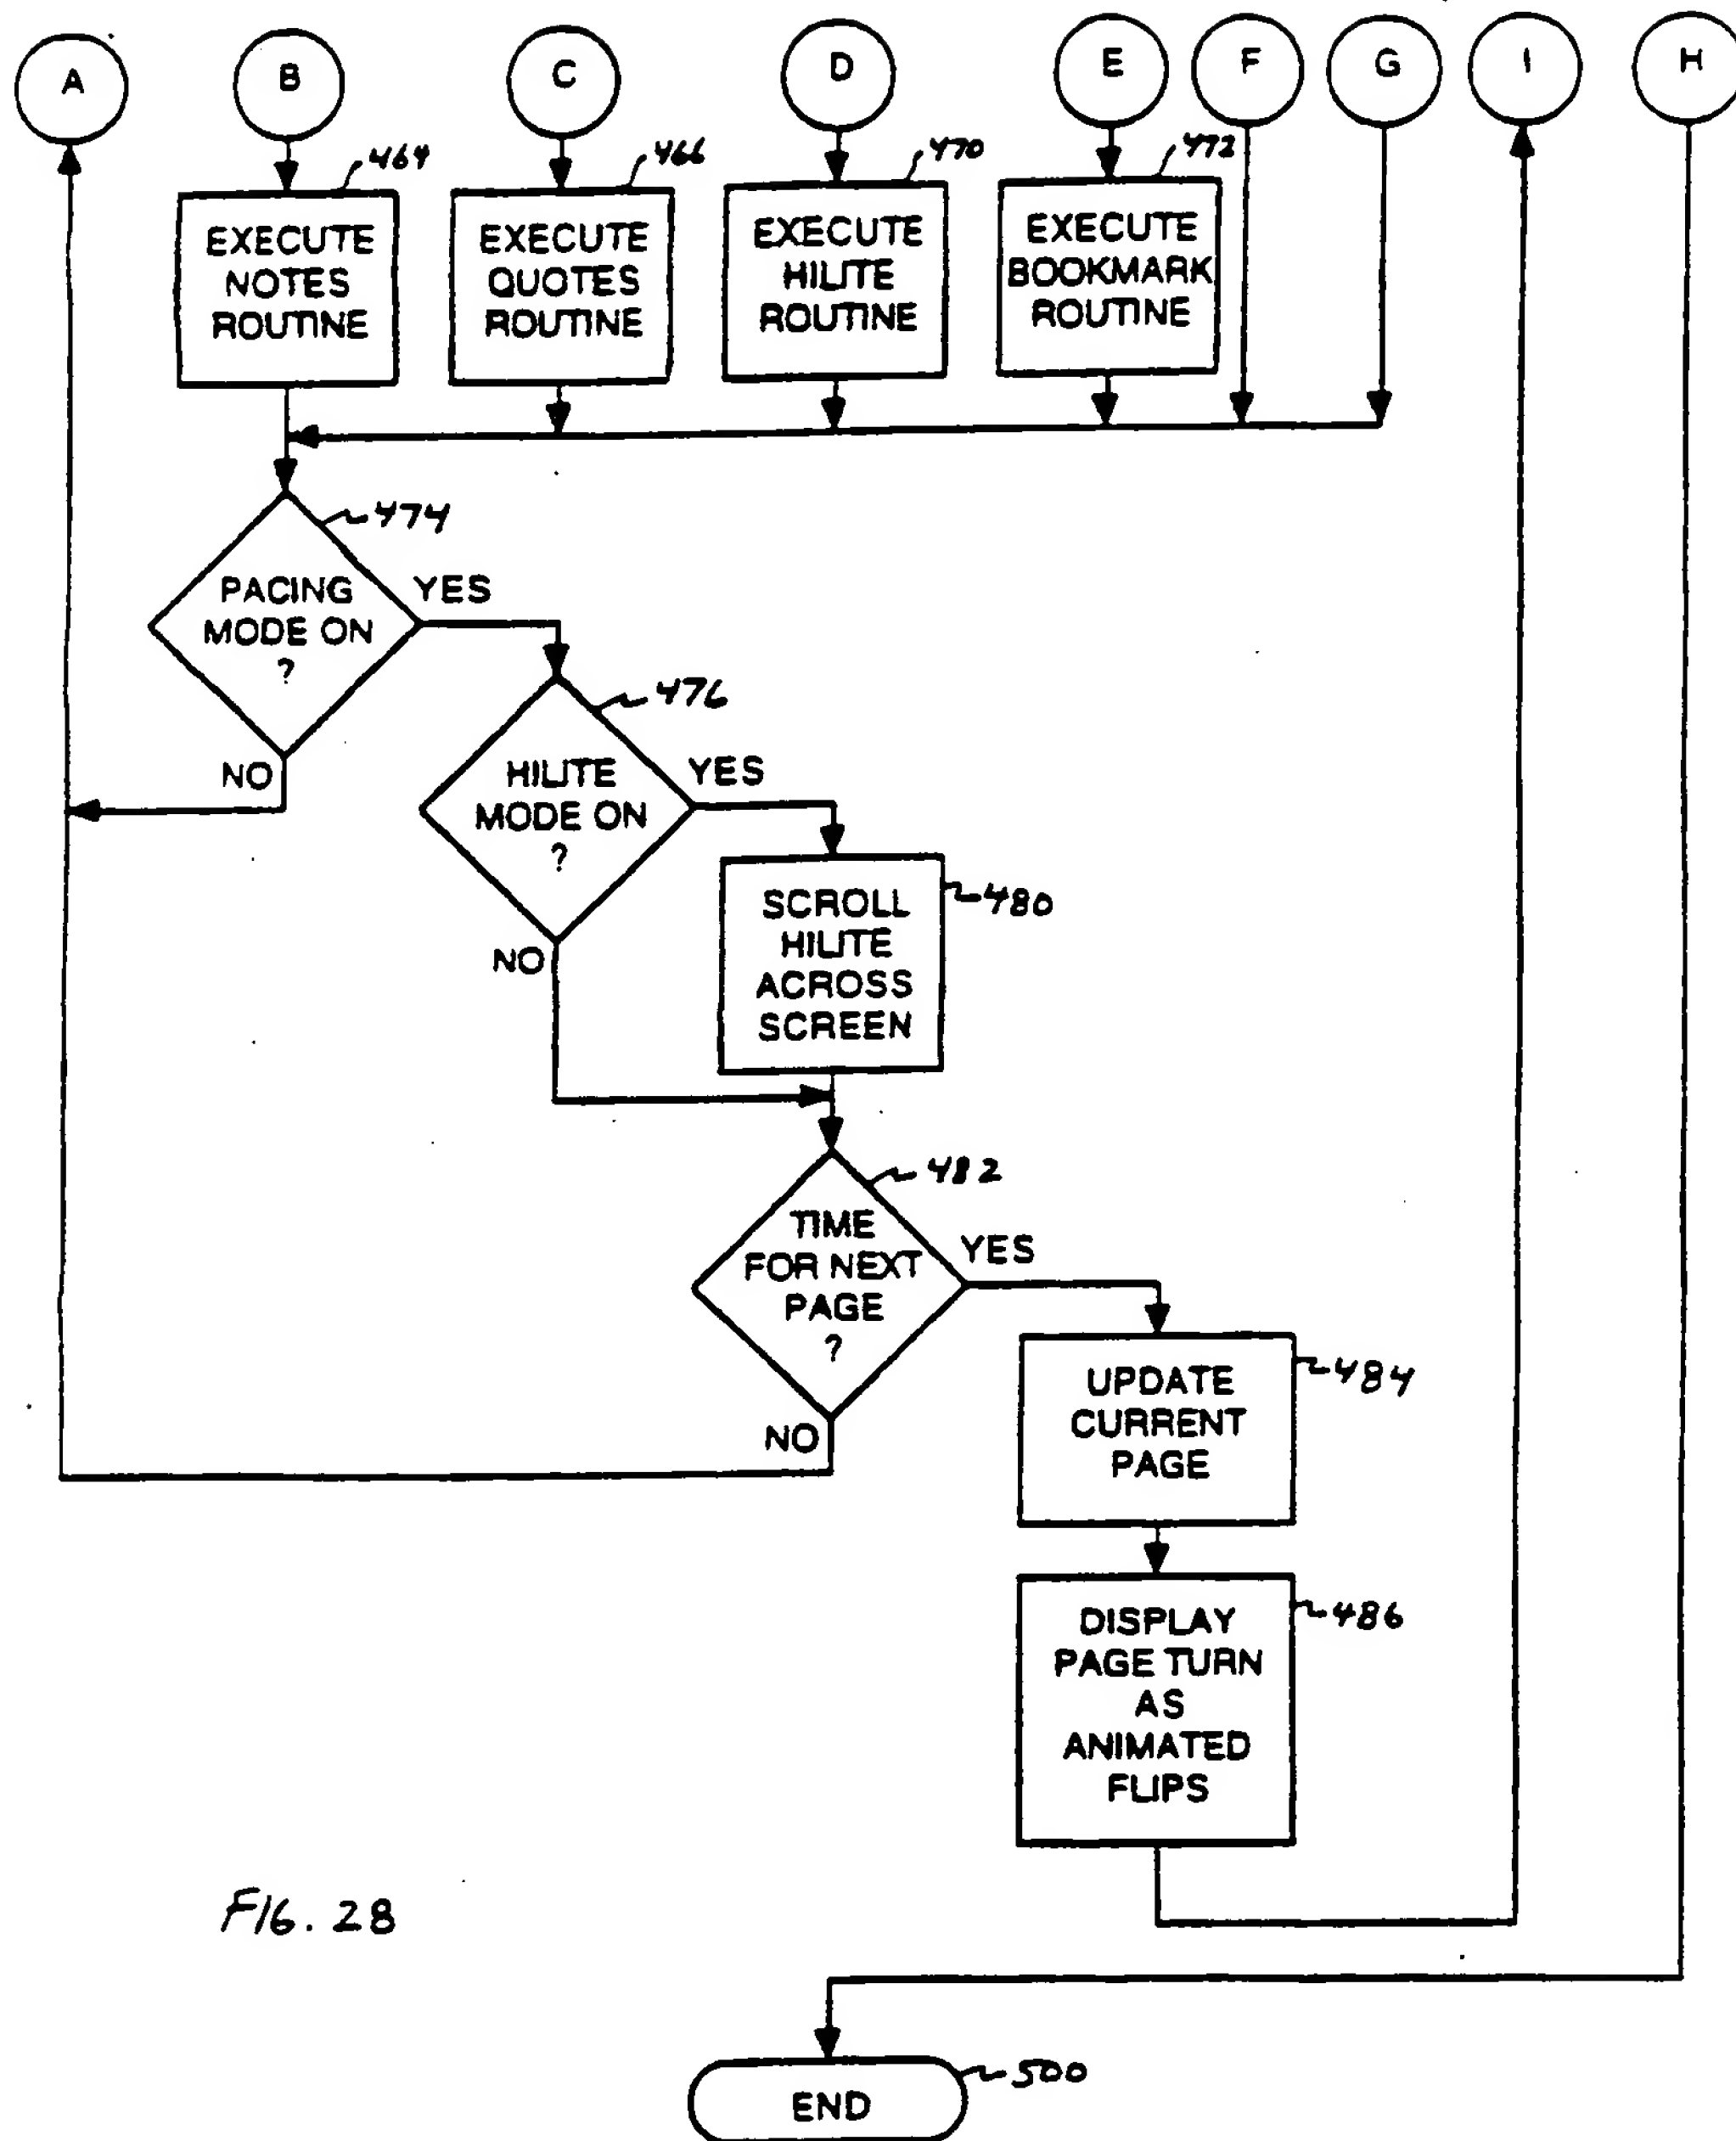 A
B
C
D
E
F
G
I
H
464
466
470
472
EXECUTE
NOTES
ROUTINE
EXECUTE
QUOTES
ROUTINE
EXECUTE
HILITE
ROUTINE
EXECUTE
BOOKMARK
ROUTINE
474
PACING
MODE ON
?
YES
NO
476
HILITE
MODE ON
?
YES
NO
480
SCROLL
HILITE
ACROSS
SCREEN
482
TIME
FOR NEXT
PAGE
?
YES
NO
484
UPDATE
CURRENT
PAGE
486
DISPLAY
PAGE TURN
AS
ANIMATED
FLIPS
FIG. 28
500
END